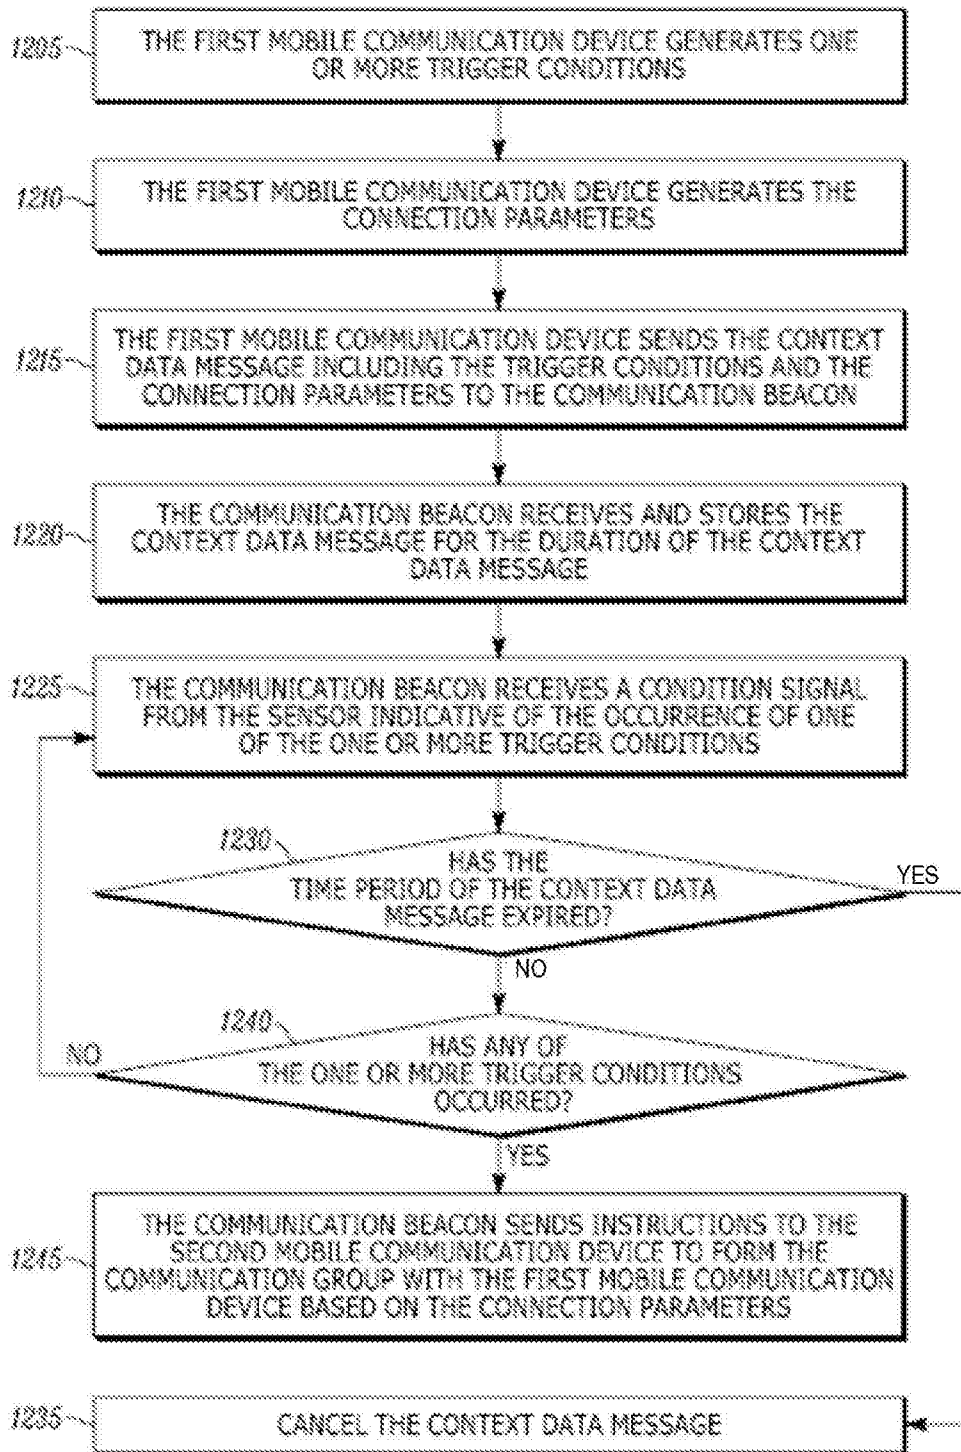 1205
THE FIRST MOBILE COMMUNICATION DEVICE GENERATES ONE
OR MORE TRIGGER CONDITIONS
1210
THE FIRST MOBILE COMMUNICATION DEVICE GENERATES THE
CONNECTION PARAMETERS
1215
THE FIRST MOBILE COMMUNICATION DEVICE SENDS THE CONTEXT
DATA MESSAGE INCLUDING THE TRIGGER CONDITIONS AND THE
CONNECTION PARAMETERS TO THE COMMUNICATION BEACON
1220
THE COMMUNICATION BEACON RECEIVES AND STORES THE
CONTEXT DATA MESSAGE FOR THE DURATION OF THE CONTEXT
DATA MESSAGE
1225
THE COMMUNICATION BEACON RECEIVES A CONDITION SIGNAL
FROM THE SENSOR INDICATIVE OF THE OCCURRENCE OF ONE
OF THE ONE OR MORE TRIGGER CONDITIONS
1230
HAS THE
TIME PERIOD OF THE CONTEXT DATA
MESSAGE EXPIRED?
YES
NO
1240
HAS ANY OF
THE ONE OR MORE TRIGGER CONDITIONS
OCCURRED?
NO
YES
1245
THE COMMUNICATION BEACON SENDS INSTRUCTIONS TO THE
SECOND MOBILE COMMUNICATION DEVICE TO FORM THE
COMMUNICATION GROUP WITH THE FIRST MOBILE COMMUNICATION
DEVICE BASED ON THE CONNECTION PARAMETERS
1235
CANCEL THE CONTEXT DATA MESSAGE